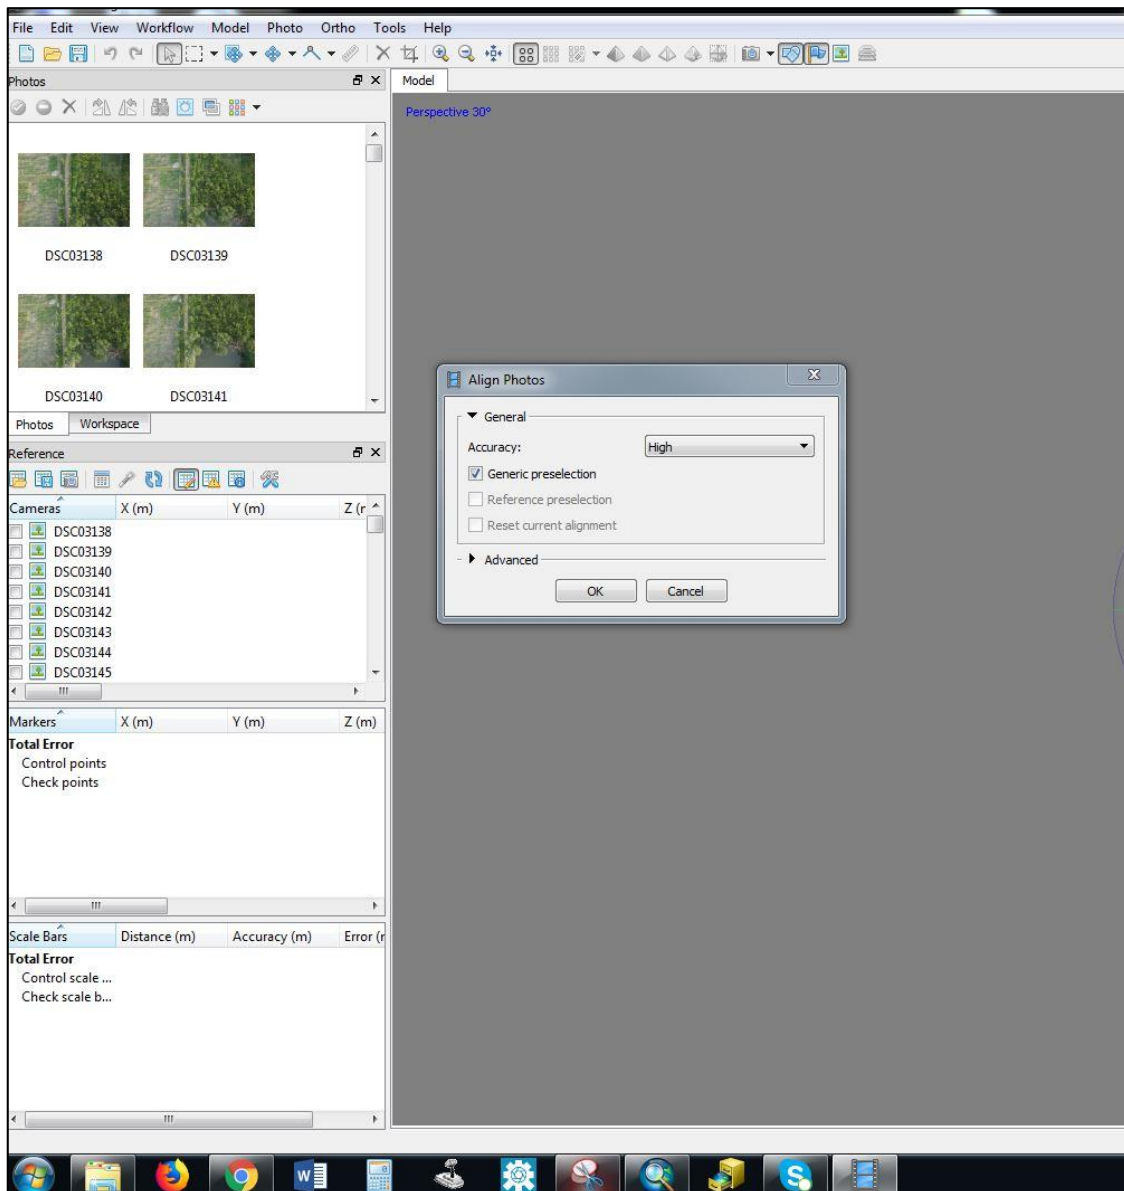 File Edit View Workflow Model Photo Ortho Tools Help
Photos
Model
Perspective 30°
DSC03138 DSC03139
DSC03140 DSC03141
Photos Workspace
Align Photos
General
Accuracy: High
Generic preselection
Reference preselection
Reset current alignment
Advanced
OK Cancel
Reference
Cameras X (m) Y (m) Z (r
DSC03138
DSC03139
DSC03140
DSC03141
DSC03142
DSC03143
DSC03144
DSC03145
Markers X (m) Y (m) Z (m)
Total Error
Control points
Check points
Scale Bars Distance (m) Accuracy (m) Error (r
Total Error
Control scale ...
Check scale b...